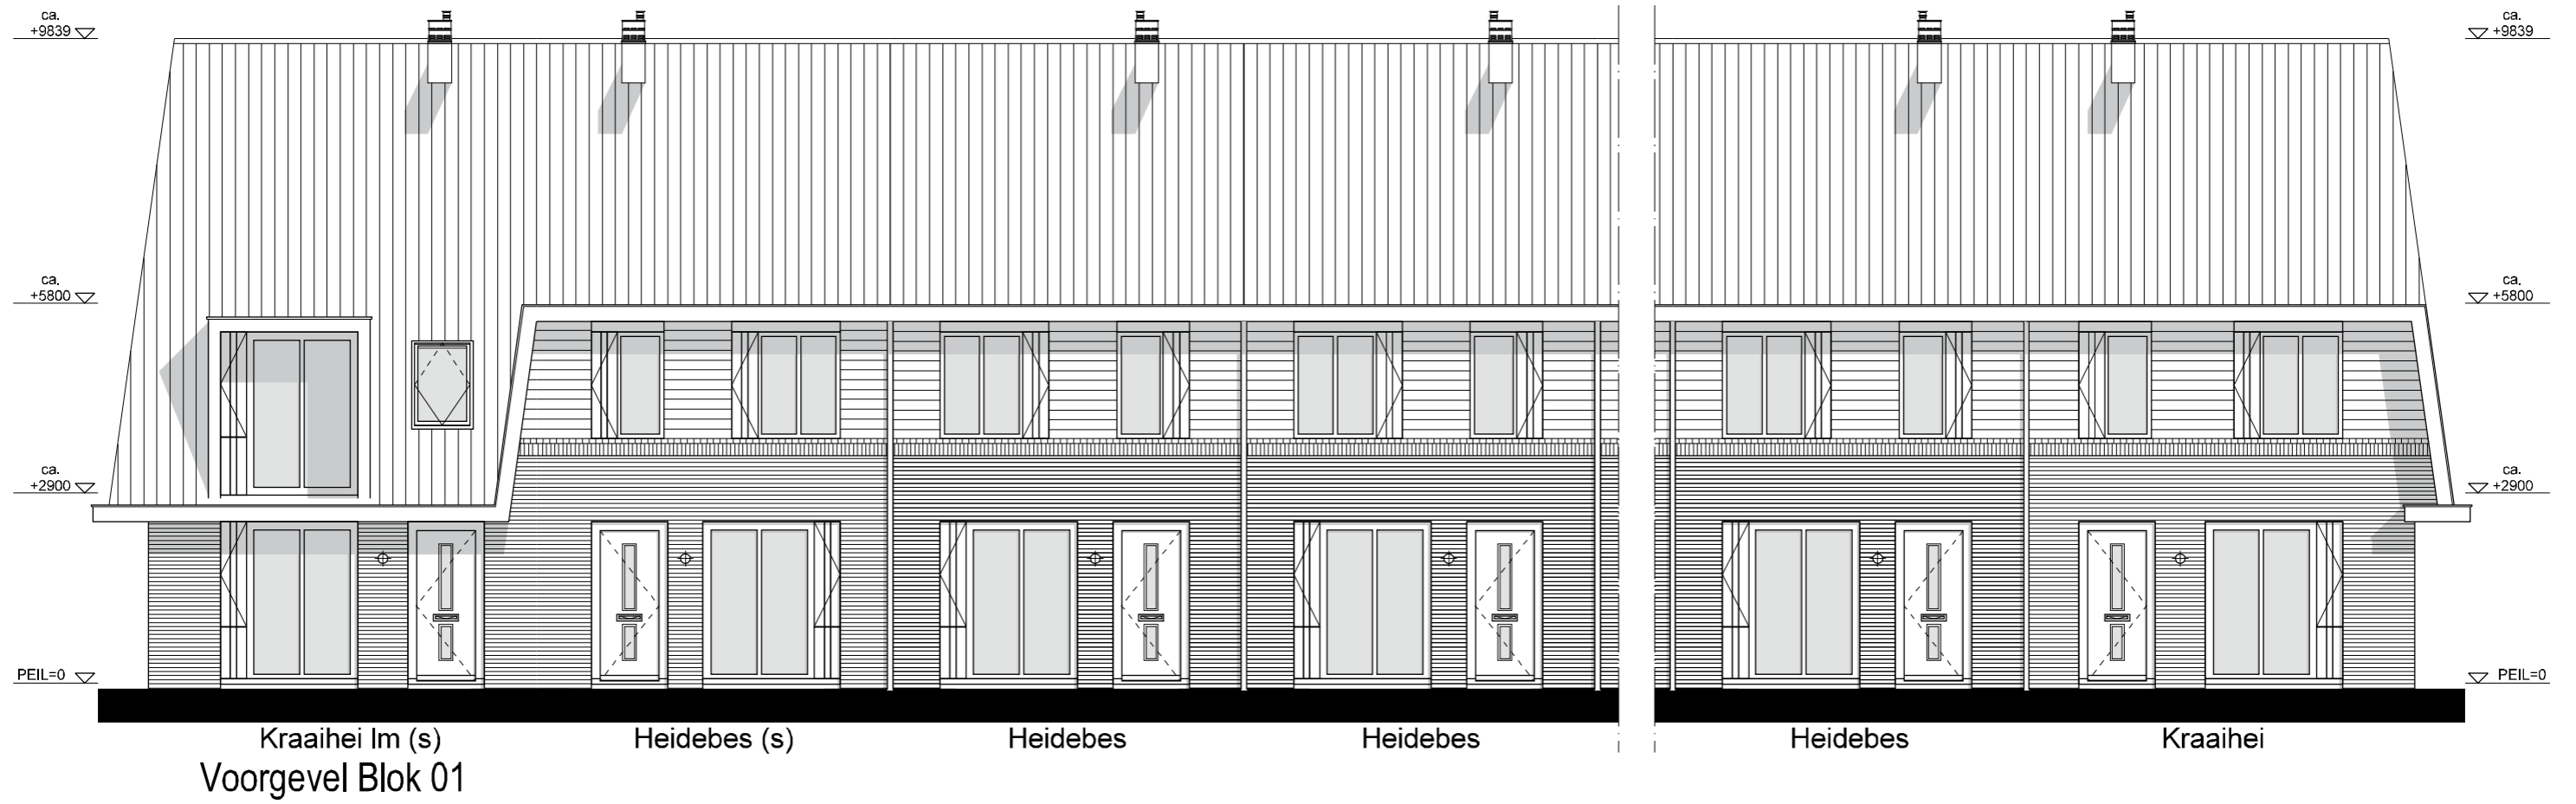 ca.
+9839
ca.
+9839
ca.
+5800
ca.
+5800
ca.
+2900
ca.
+2900
PEIL=0
PEIL=0
Kraaihei lm (s)
Heidebes (s)
Heidebes
Heidebes
Heidebes
Kraaihei
Voorgevel Blok 01